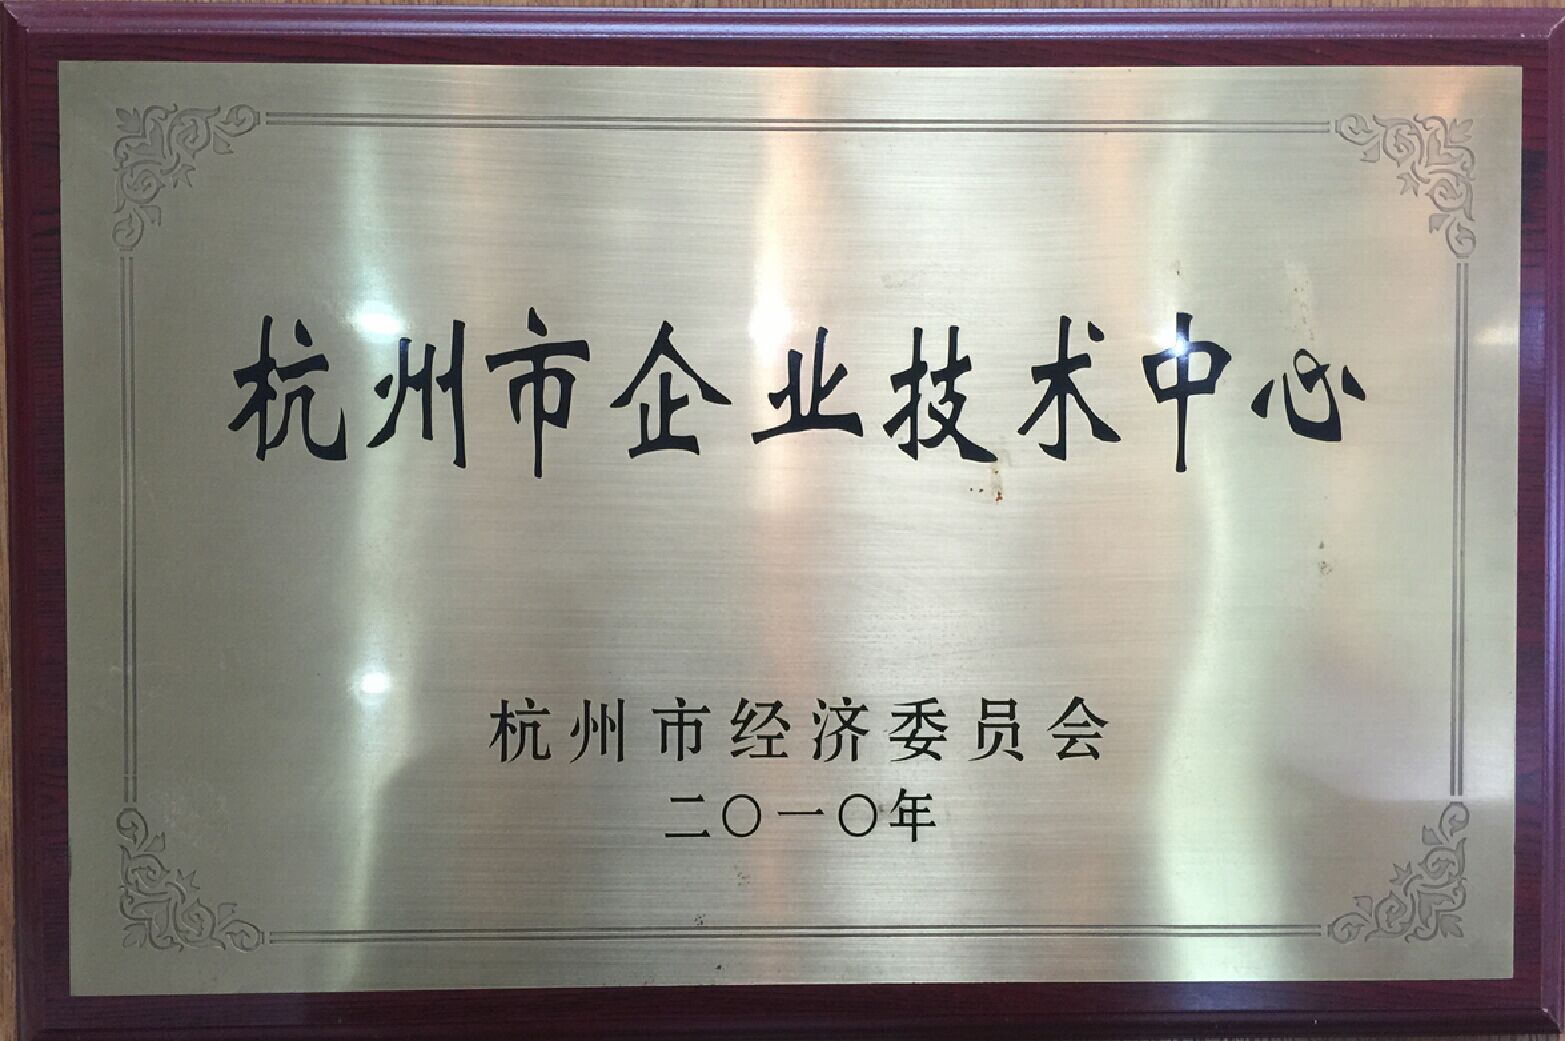 杭州市企业技术中心
杭州市经济委员会
二〇一〇年